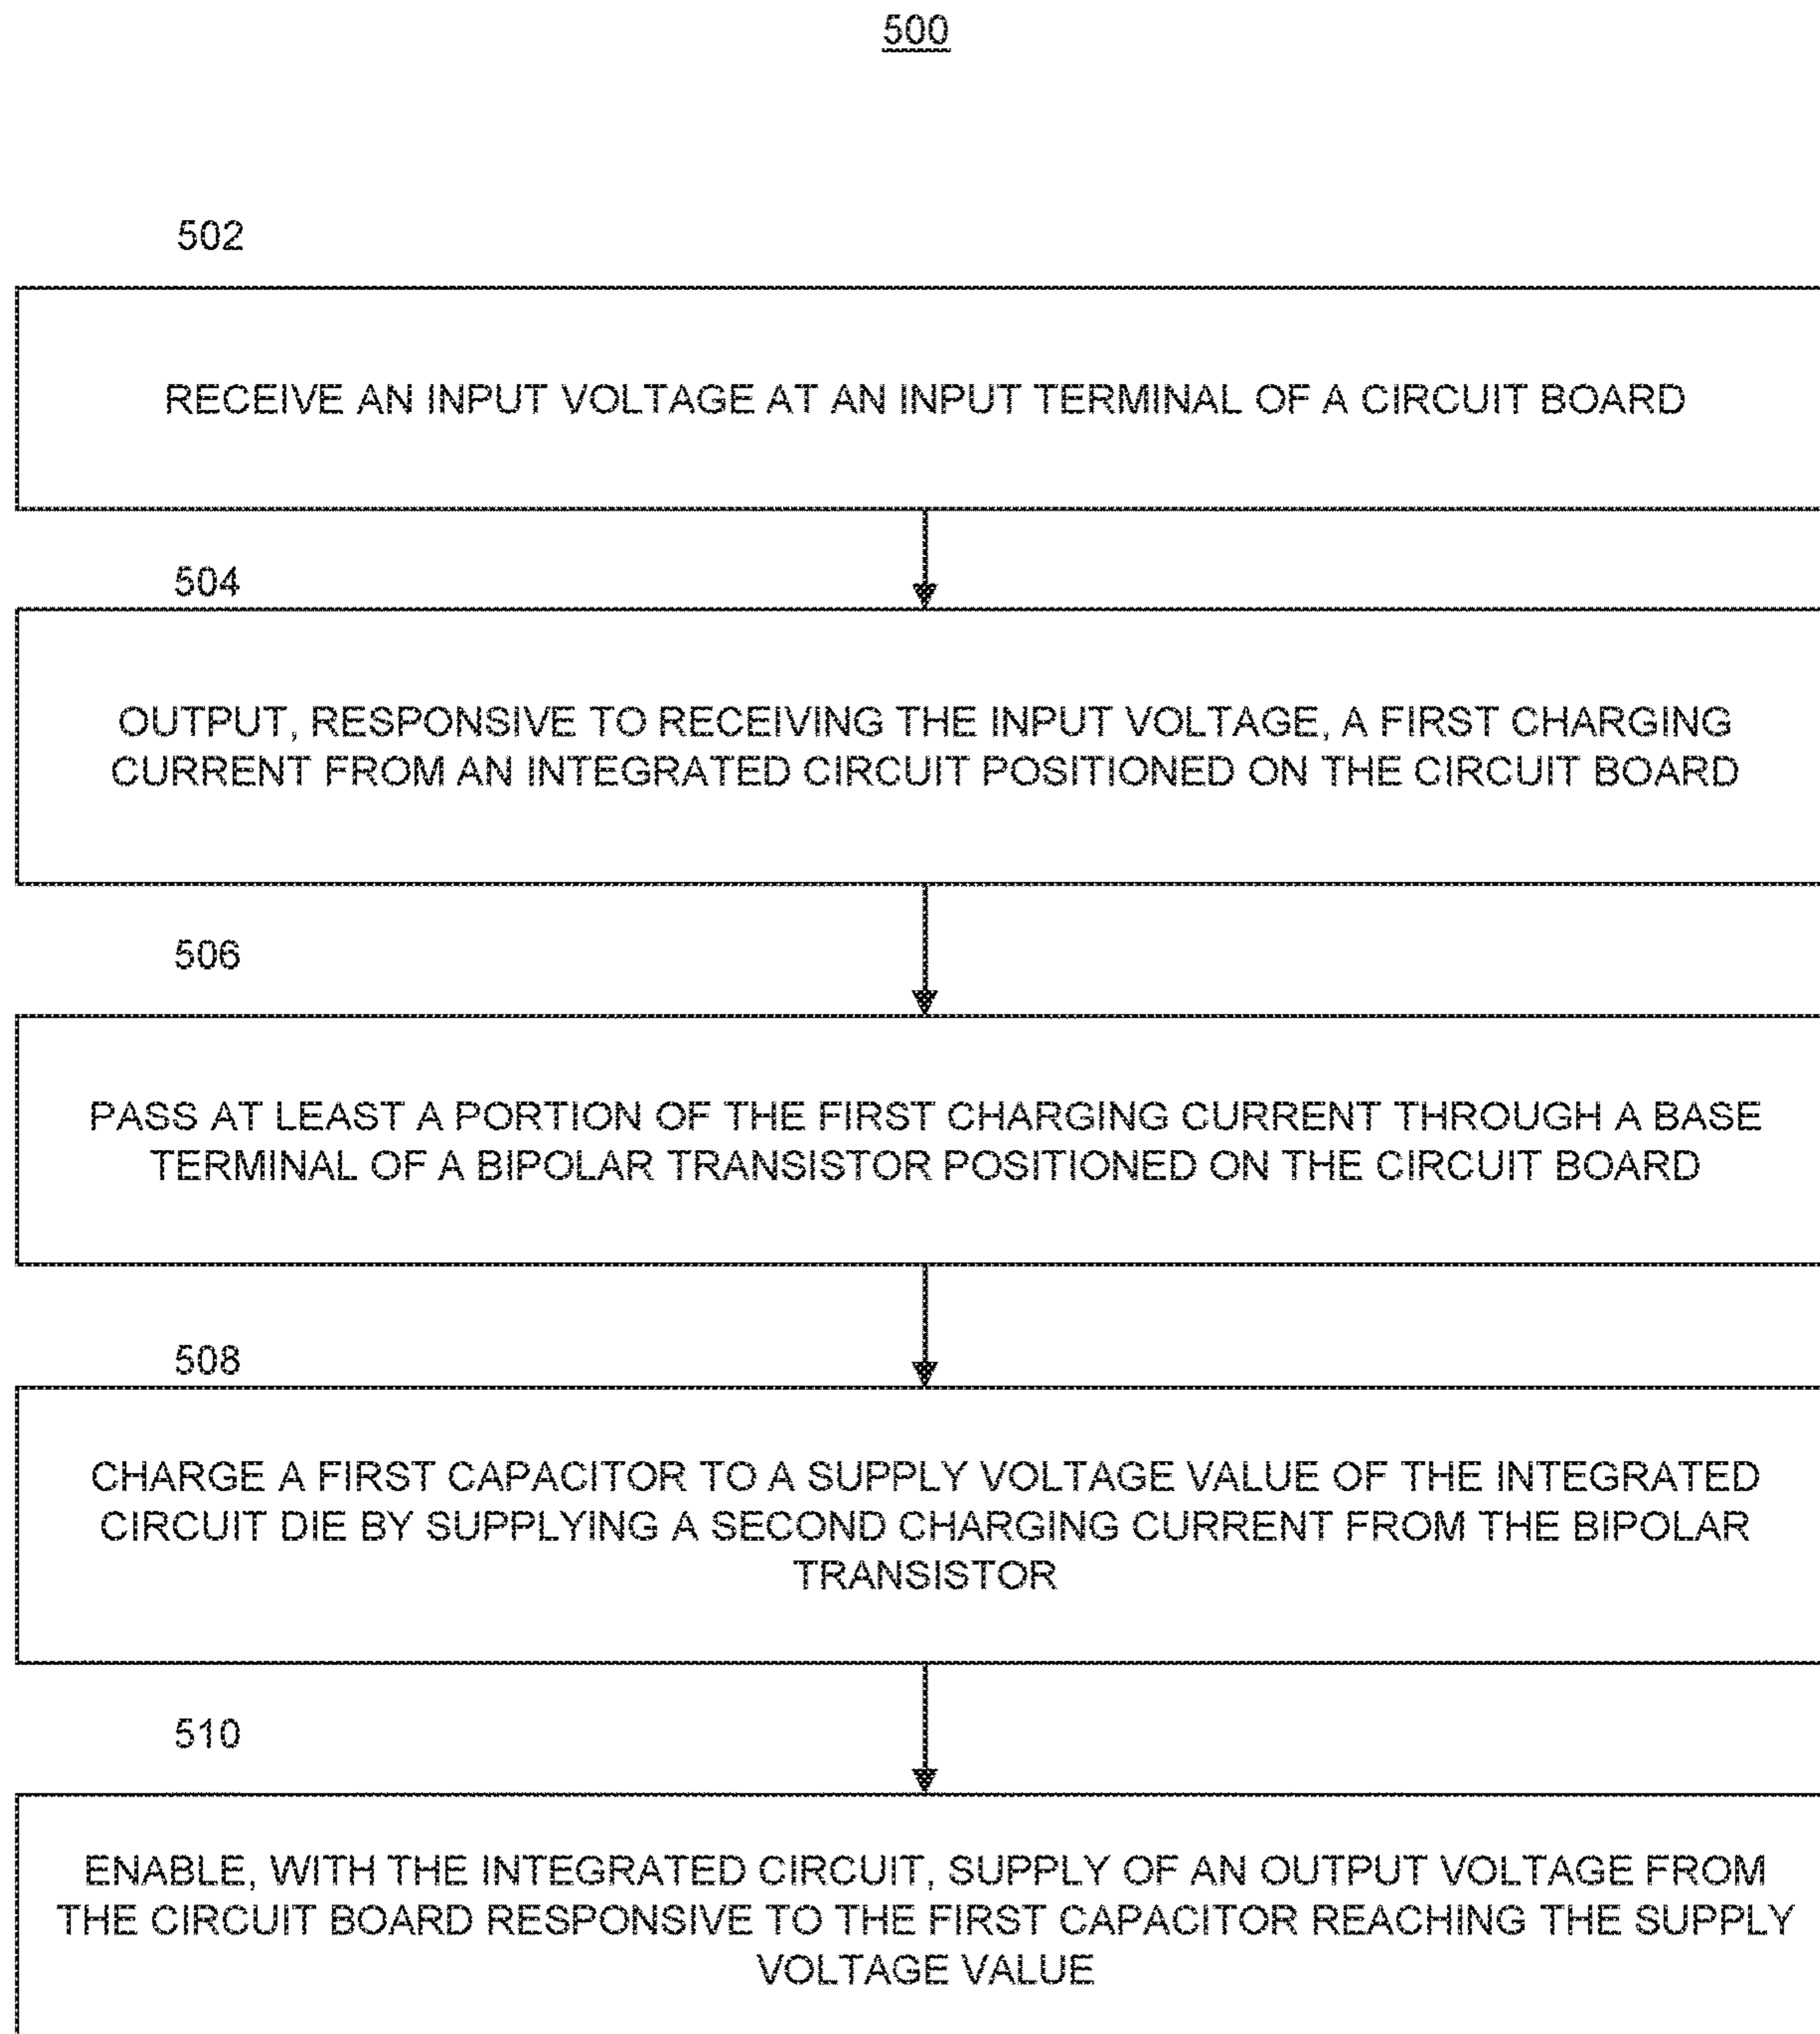 500
502
RECEIVE AN INPUT VOLTAGE AT AN INPUT TERMINAL OF A CIRCUIT BOARD
504
OUTPUT, RESPONSIVE TO RECEIVING THE INPUT VOLTAGE, A FIRST CHARGING
CURRENT FROM AN INTEGRATED CIRCUIT POSITIONED ON THE CIRCUIT BOARD
506
PASS AT LEAST A PORTION OF THE FIRST CHARGING CURRENT THROUGH A BASE
TERMINAL OF A BIPOLAR TRANSISTOR POSITIONED ON THE CIRCUIT BOARD
508
CHARGE A FIRST CAPACITOR TO A SUPPLY VOLTAGE VALUE OF THE INTEGRATED
CIRCUIT DIE BY SUPPLYING A SECOND CHARGING CURRENT FROM THE BIPOLAR
TRANSISTOR
510
ENABLE, WITH THE INTEGRATED CIRCUIT, SUPPLY OF AN OUTPUT VOLTAGE FROM
THE CIRCUIT BOARD RESPONSIVE TO THE FIRST CAPACITOR REACHING THE SUPPLY
VOLTAGE VALUE